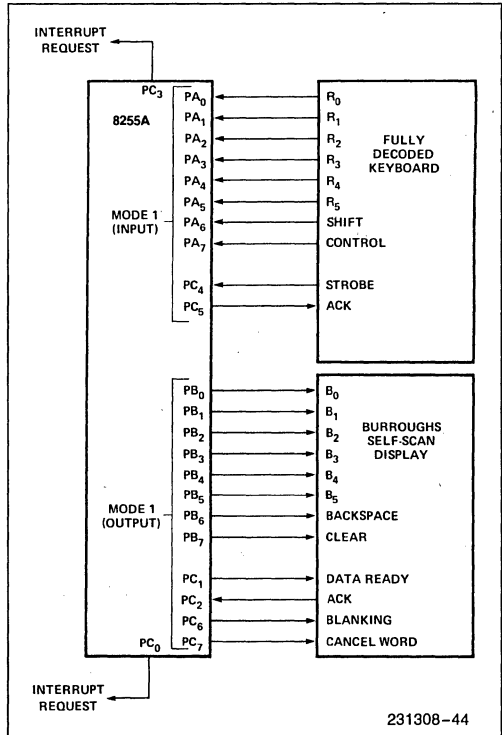 INTERRUPT
REQUEST
PC3
8255A
MODE 1
(INPUT)
PA0
PA1
PA2
PA3
PA4
PA5
PA6
PA7
PC4
PC5
R0
R1
R2
R3
R4
R5
SHIFT
CONTROL
STROBE
ACK
FULLY
DECODED
KEYBOARD
MODE 1
(OUTPUT)
PB0
PB1
PB2
PB3
PB4
PB5
PB6
PB7
PC1
PC2
PC6
PC7
B0
B1
B2
B3
B4
B5
BACKSPACE
CLEAR
DATA READY
ACK
BLANKING
CANCEL WORD
BURROUGHS
SELF-SCAN
DISPLAY
PC0
INTERRUPT
REQUEST
231308–44